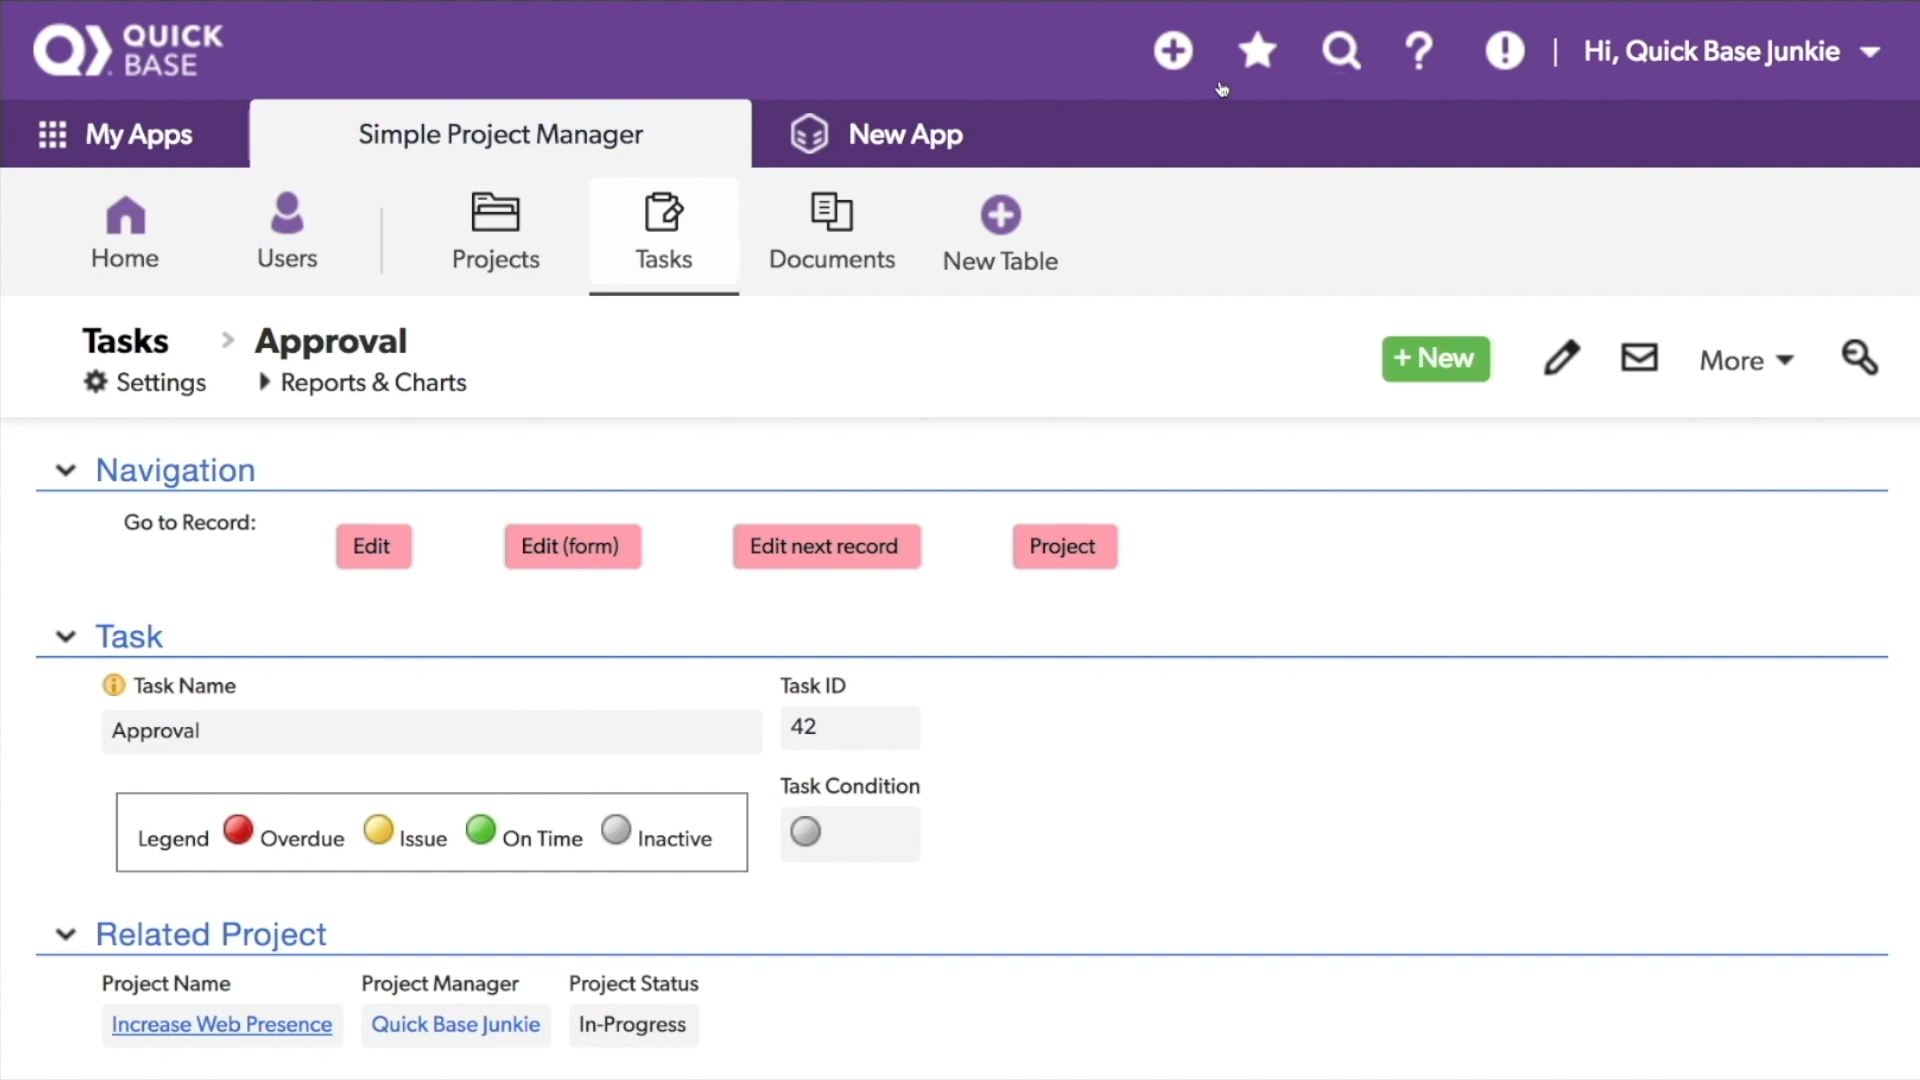 QUICK
BASE
Hi, Quick Base Junkie
My Apps
Simple Project Manager
New App
Home
Users
Projects
Tasks
Documents
New Table
Tasks > Approval
Settings
Reports & Charts
+ New
More
Navigation
Go to Record:
Edit
Edit (form)
Edit next record
Project
Task
Task Name
Task ID
Approval
42
Task Condition
Legend Overdue Issue On Time Inactive
Related Project
Project Name
Project Manager
Project Status
Increase Web Presence
Quick Base Junkie
In-Progress